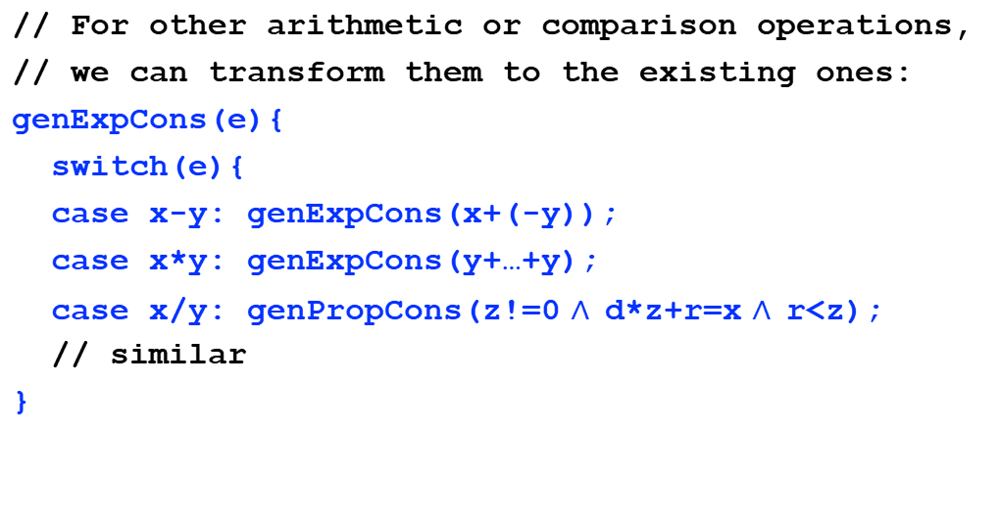 // For other arithmetic or comparison operations,
// we can transform them to the existing ones:
genExpCons(e){
  switch(e){
  case x-y: genExpCons(x+(-y));
  case x*y: genExpCons(y+…+y);
  case x/y: genPropCons(z!=0 ∧ d*z+r=x ∧ r<z);
  // similar
}